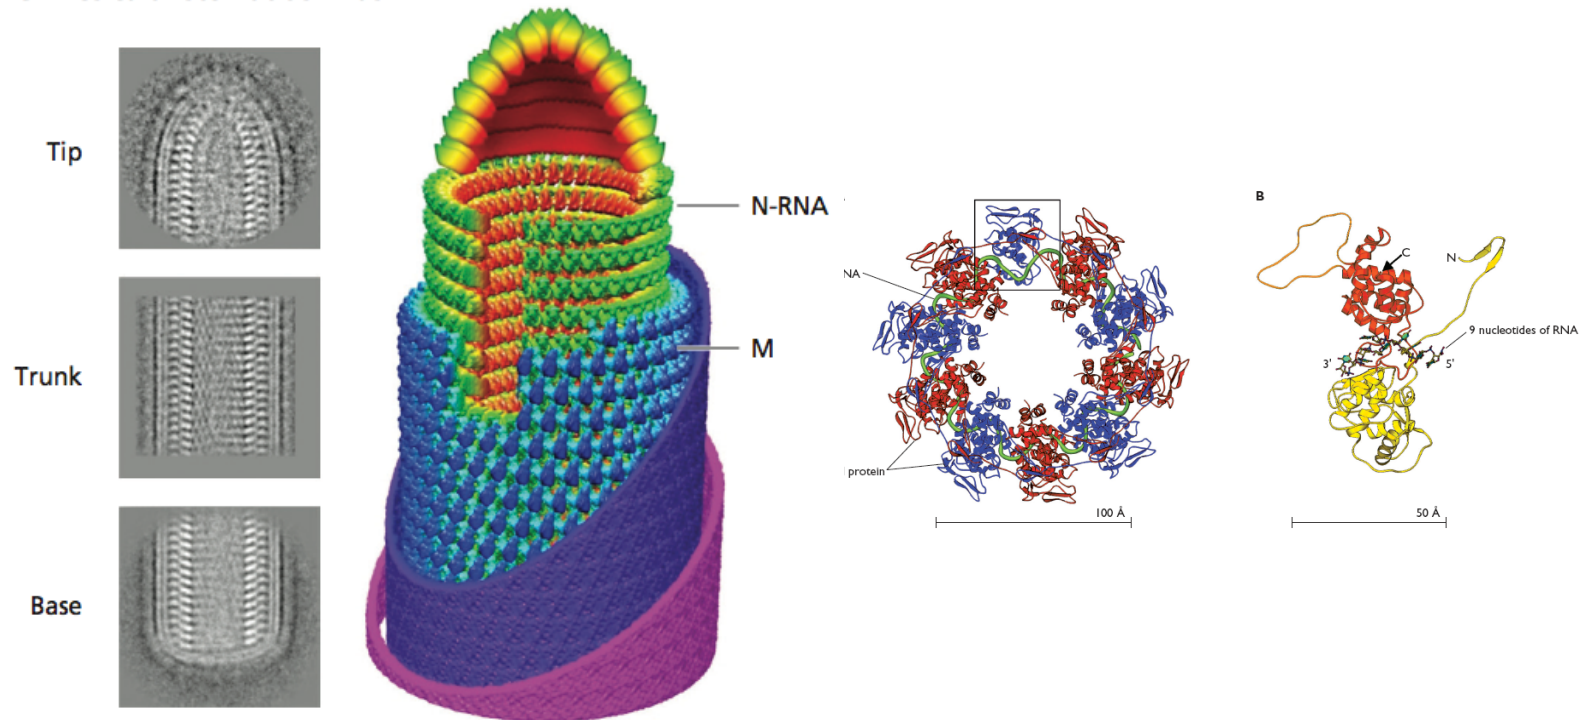 Tip
Trunk
Base
N-RNA
M
NA
protein
100 Å
B
C
N
9 nucleotides of RNA
3′
5′
50 Å